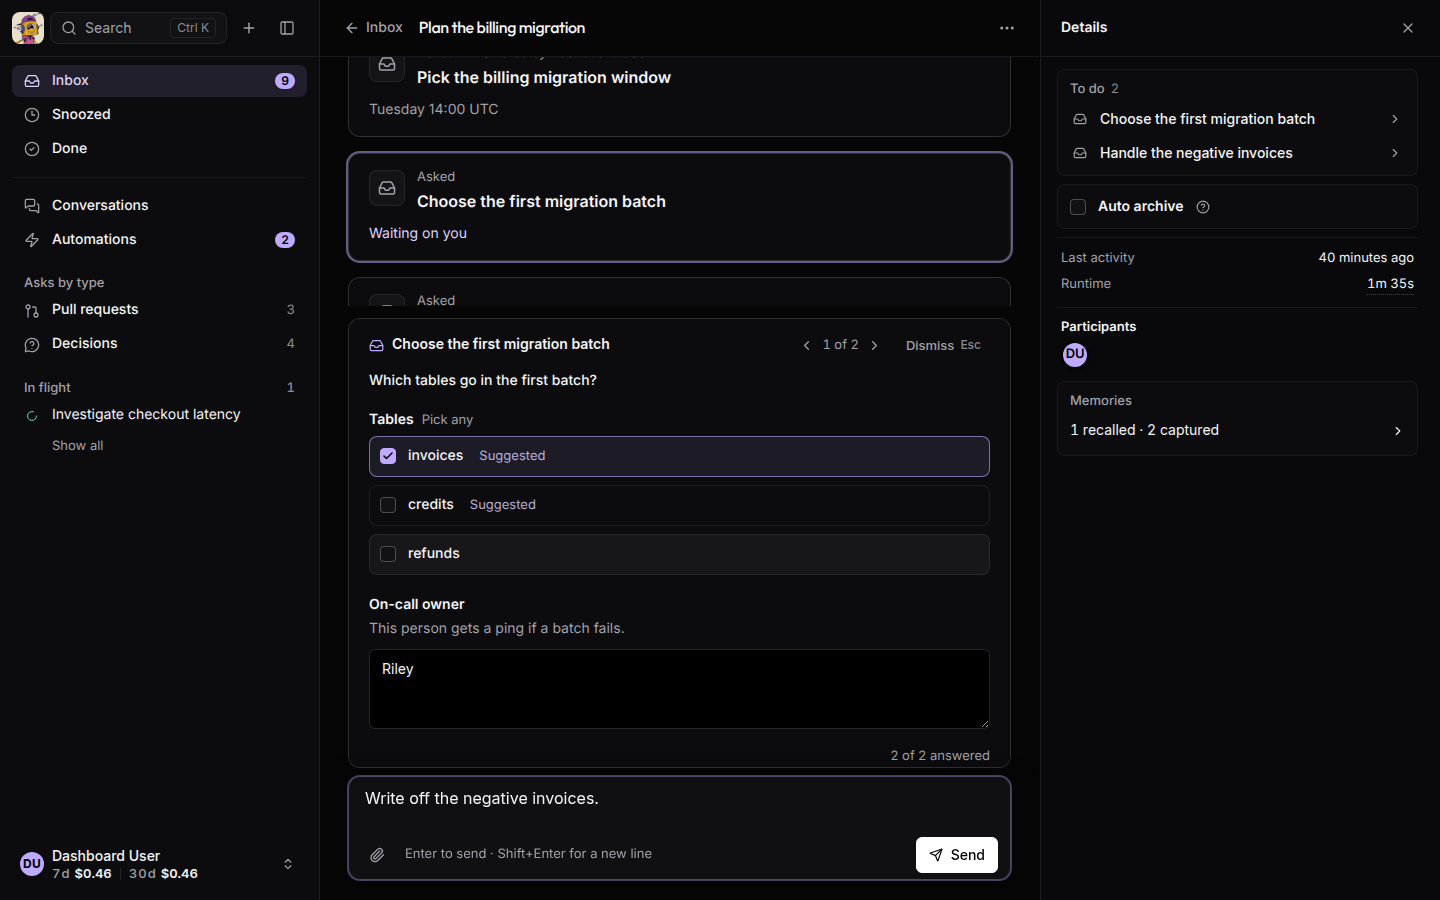 Search
Ctrl K
Inbox
9
Snoozed
Done
Conversations
Automations
2
Asks by type
Pull requests
3
Decisions
4
In flight
1
Investigate checkout latency
Show all
DU
Dashboard User
7d $0.46
30d $0.46
Inbox
Plan the billing migration
Pick the billing migration window
Tuesday 14:00 UTC
Asked
Choose the first migration batch
Waiting on you
Asked
Choose the first migration batch
1 of 2
Dismiss Esc
Which tables go in the first batch?
Tables Pick any
invoices Suggested
credits Suggested
refunds
On-call owner
This person gets a ping if a batch fails.
Riley
2 of 2 answered
Write off the negative invoices.
Enter to send · Shift+Enter for a new line
Send
Details
To do 2
Choose the first migration batch
Handle the negative invoices
Auto archive
Last activity
40 minutes ago
Runtime
1m 35s
Participants
DU
Memories
1 recalled · 2 captured